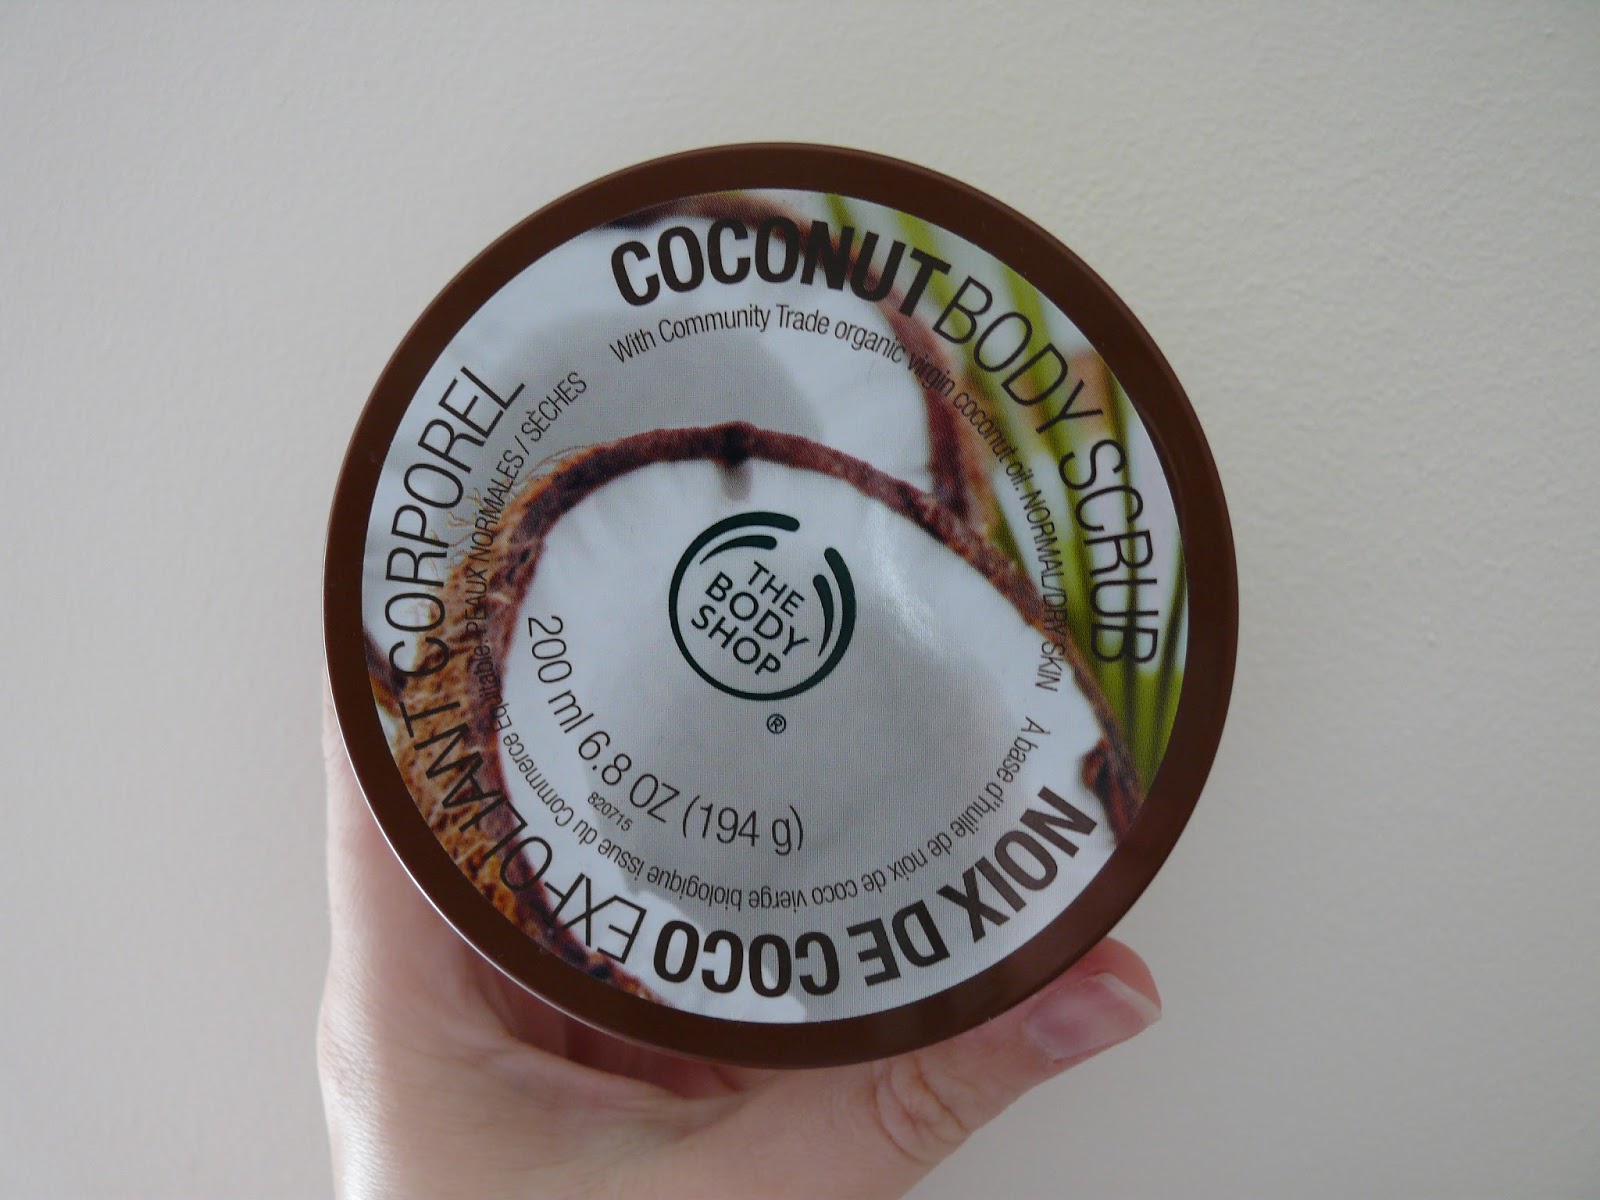 COCONUT BODY SCRUB
With Community Trade organic virgin coconut oil. NORMAL/DRY SKIN
NOIX DE COCO EXFOLIANT CORPOREL
À base d'huile de noix de coco vierge biologique issue du Commerce Équitable. PEAUX NORMALES / SÈCHES
THE
BODY
SHOP
®
200 ml 6.8 OZ (194 g)
820715